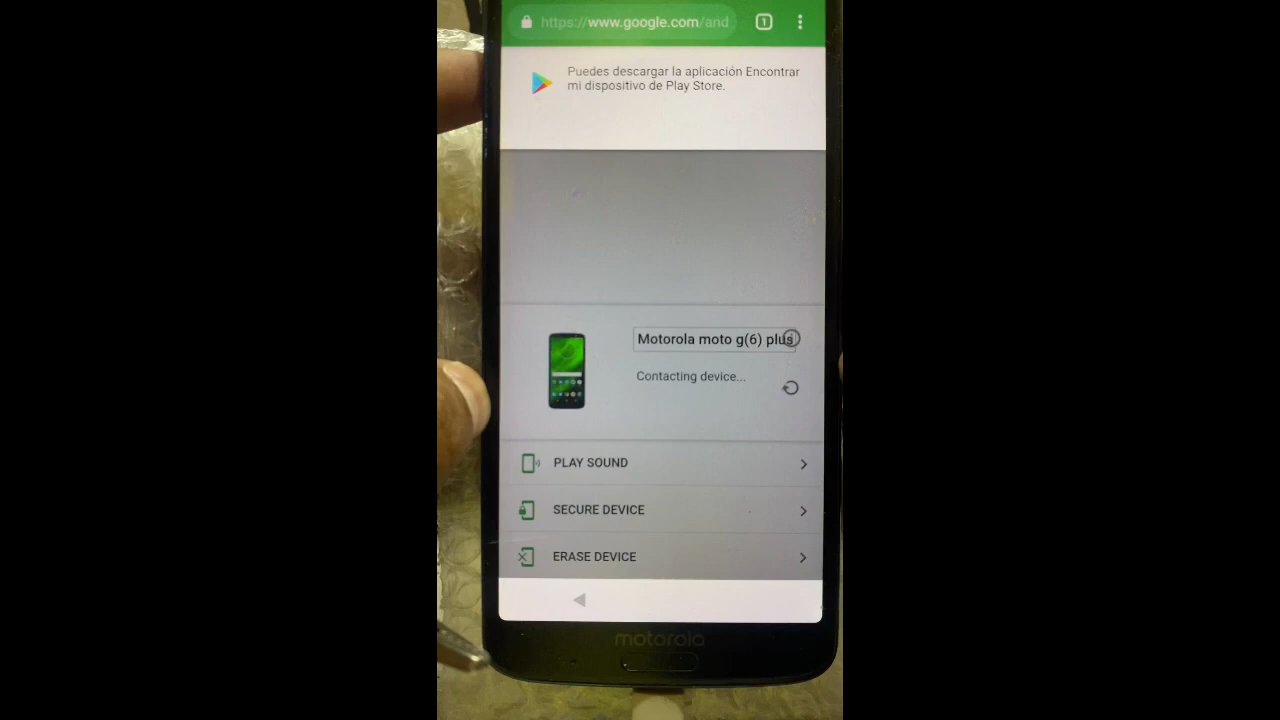 https://www.google.com/and
1
Puedes descargar la aplicación Encontrar
mi dispositivo de Play Store.
Motorola moto g(6) plus
Contacting device...
PLAY SOUND
SECURE DEVICE
ERASE DEVICE
motorola